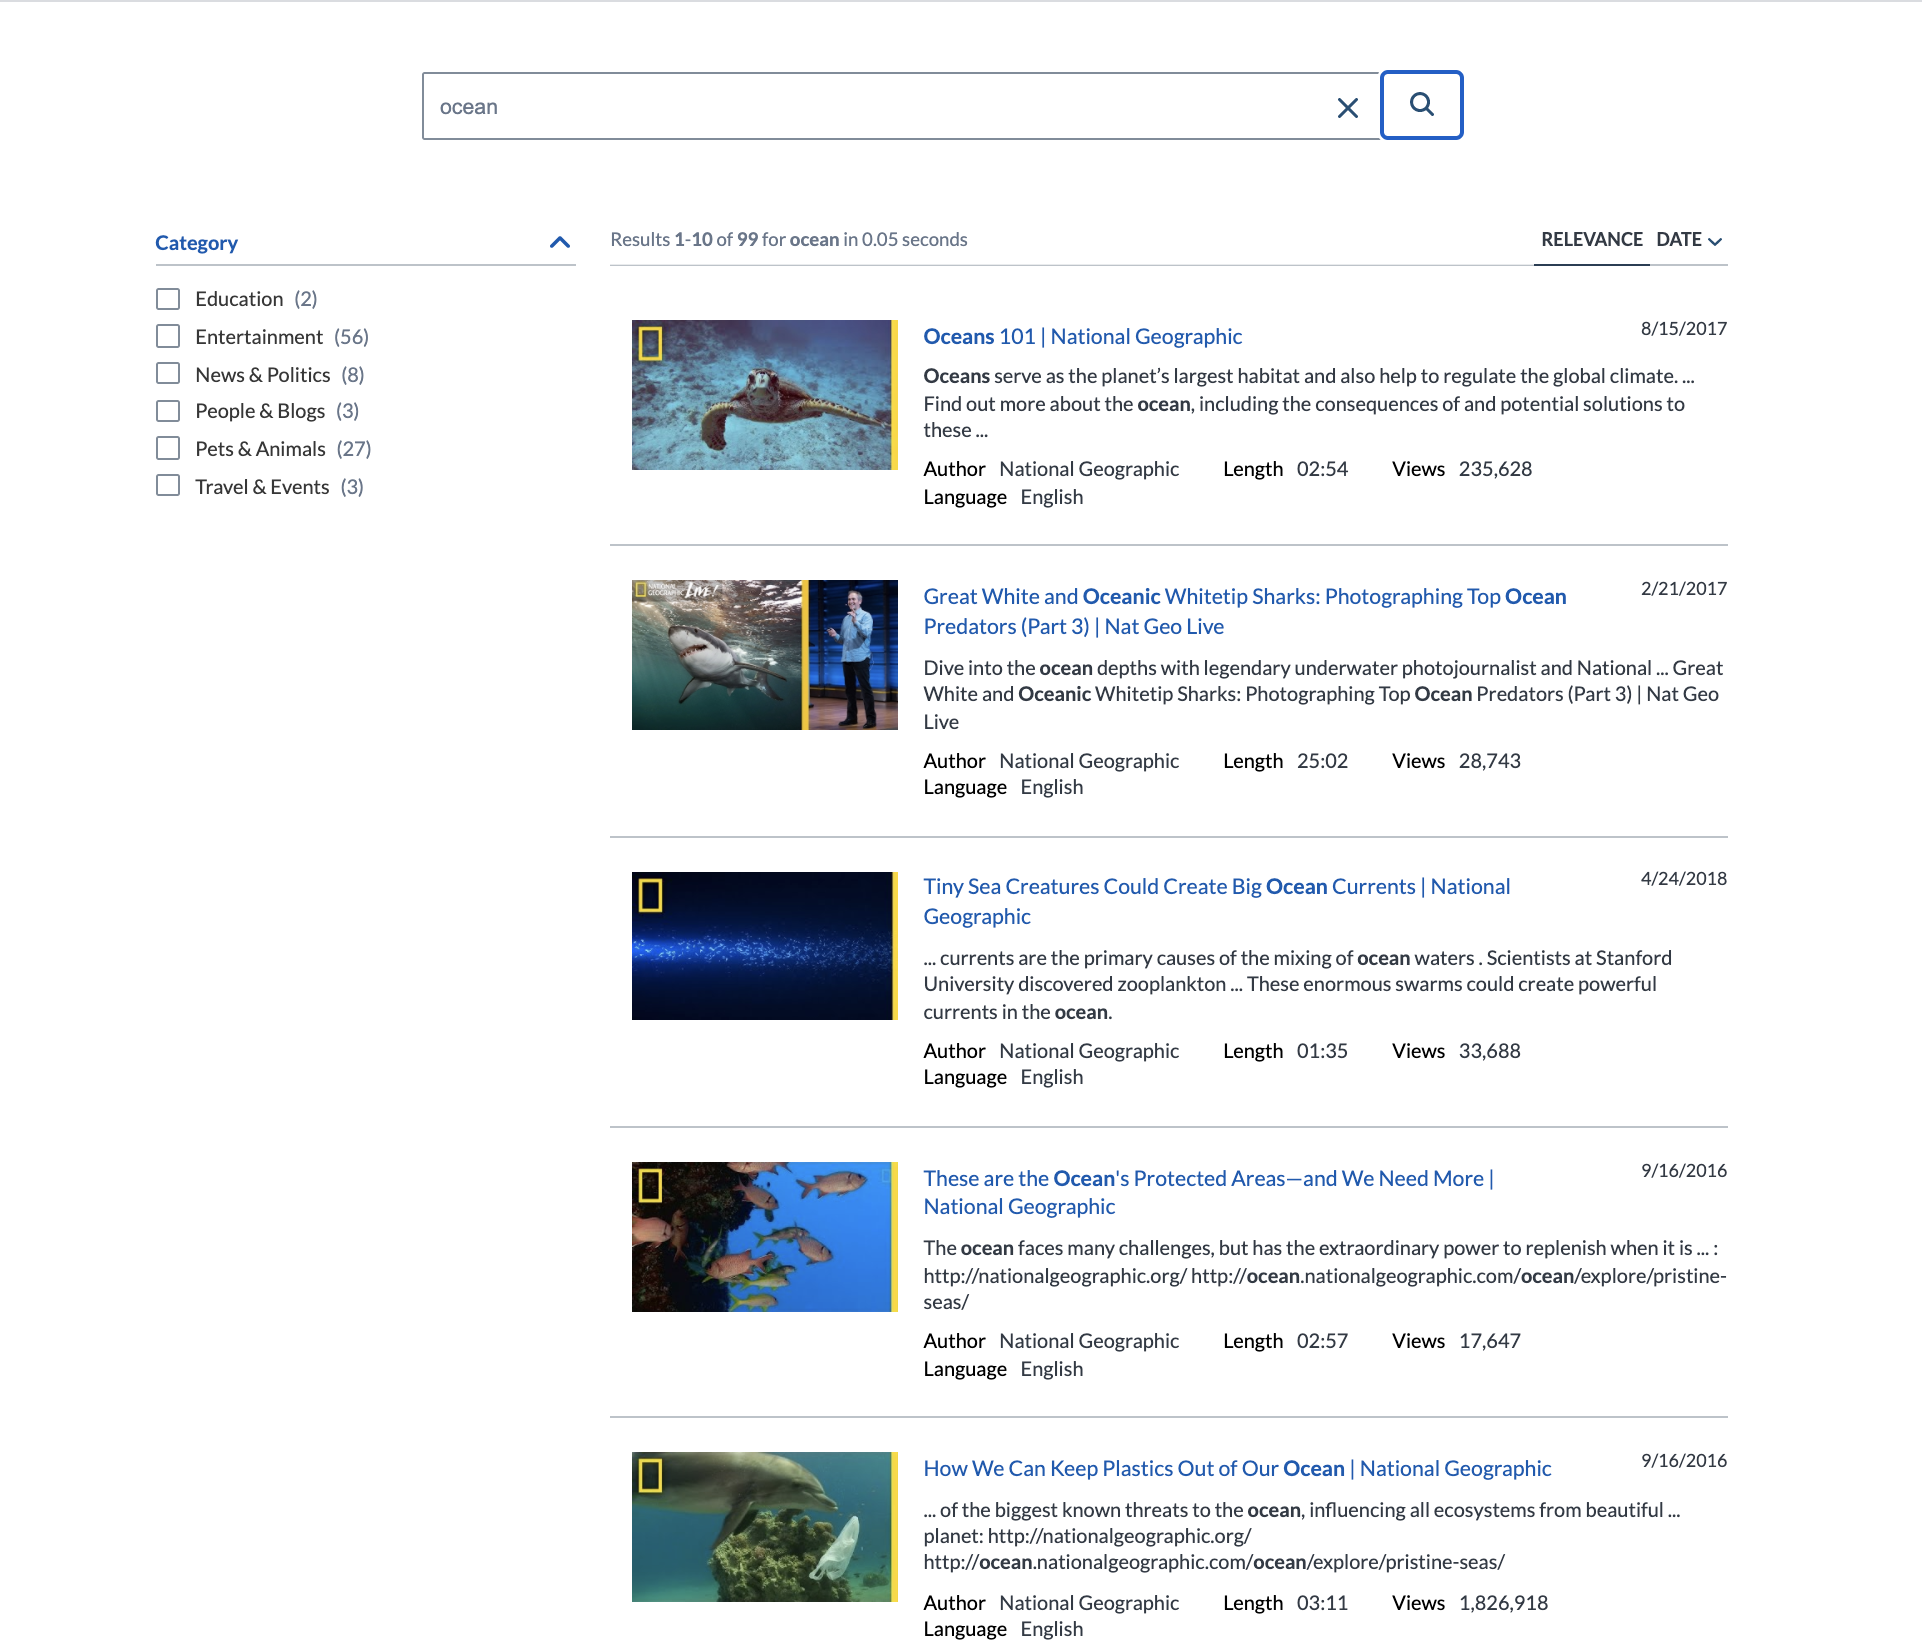 ocean
Category
Education (2)
Entertainment (56)
News & Politics (8)
People & Blogs (3)
Pets & Animals (27)
Travel & Events (3)
Results 1-10 of 99 for ocean in 0.05 seconds
RELEVANCE DATE
Oceans 101 | National Geographic
8/15/2017
Oceans serve as the planet’s largest habitat and also help to regulate the global climate. ...
Find out more about the ocean, including the consequences of and potential solutions to
these ...
Author National Geographic Length 02:54 Views 235,628
Language English
NATIONAL
GEOGRAPHIC LIVE!
Great White and Oceanic Whitetip Sharks: Photographing Top Ocean
Predators (Part 3) | Nat Geo Live
2/21/2017
Dive into the ocean depths with legendary underwater photojournalist and National ... Great
White and Oceanic Whitetip Sharks: Photographing Top Ocean Predators (Part 3) | Nat Geo
Live
Author National Geographic Length 25:02 Views 28,743
Language English
Tiny Sea Creatures Could Create Big Ocean Currents | National
Geographic
4/24/2018
... currents are the primary causes of the mixing of ocean waters . Scientists at Stanford
University discovered zooplankton ... These enormous swarms could create powerful
currents in the ocean.
Author National Geographic Length 01:35 Views 33,688
Language English
These are the Ocean's Protected Areas—and We Need More |
National Geographic
9/16/2016
The ocean faces many challenges, but has the extraordinary power to replenish when it is ... :
http://nationalgeographic.org/ http://ocean.nationalgeographic.com/ocean/explore/pristine-
seas/
Author National Geographic Length 02:57 Views 17,647
Language English
How We Can Keep Plastics Out of Our Ocean | National Geographic
9/16/2016
... of the biggest known threats to the ocean, influencing all ecosystems from beautiful ...
planet: http://nationalgeographic.org/
http://ocean.nationalgeographic.com/ocean/explore/pristine-seas/
Author National Geographic Length 03:11 Views 1,826,918
Language English